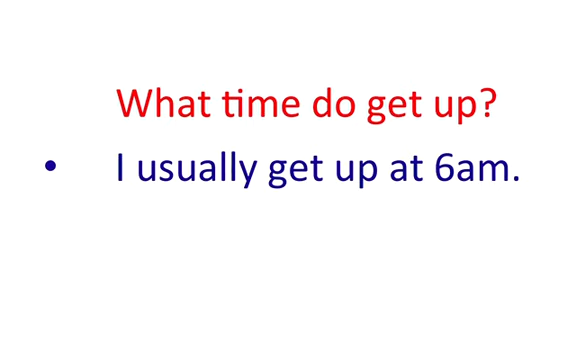 What time do get up?
• I usually get up at 6am.